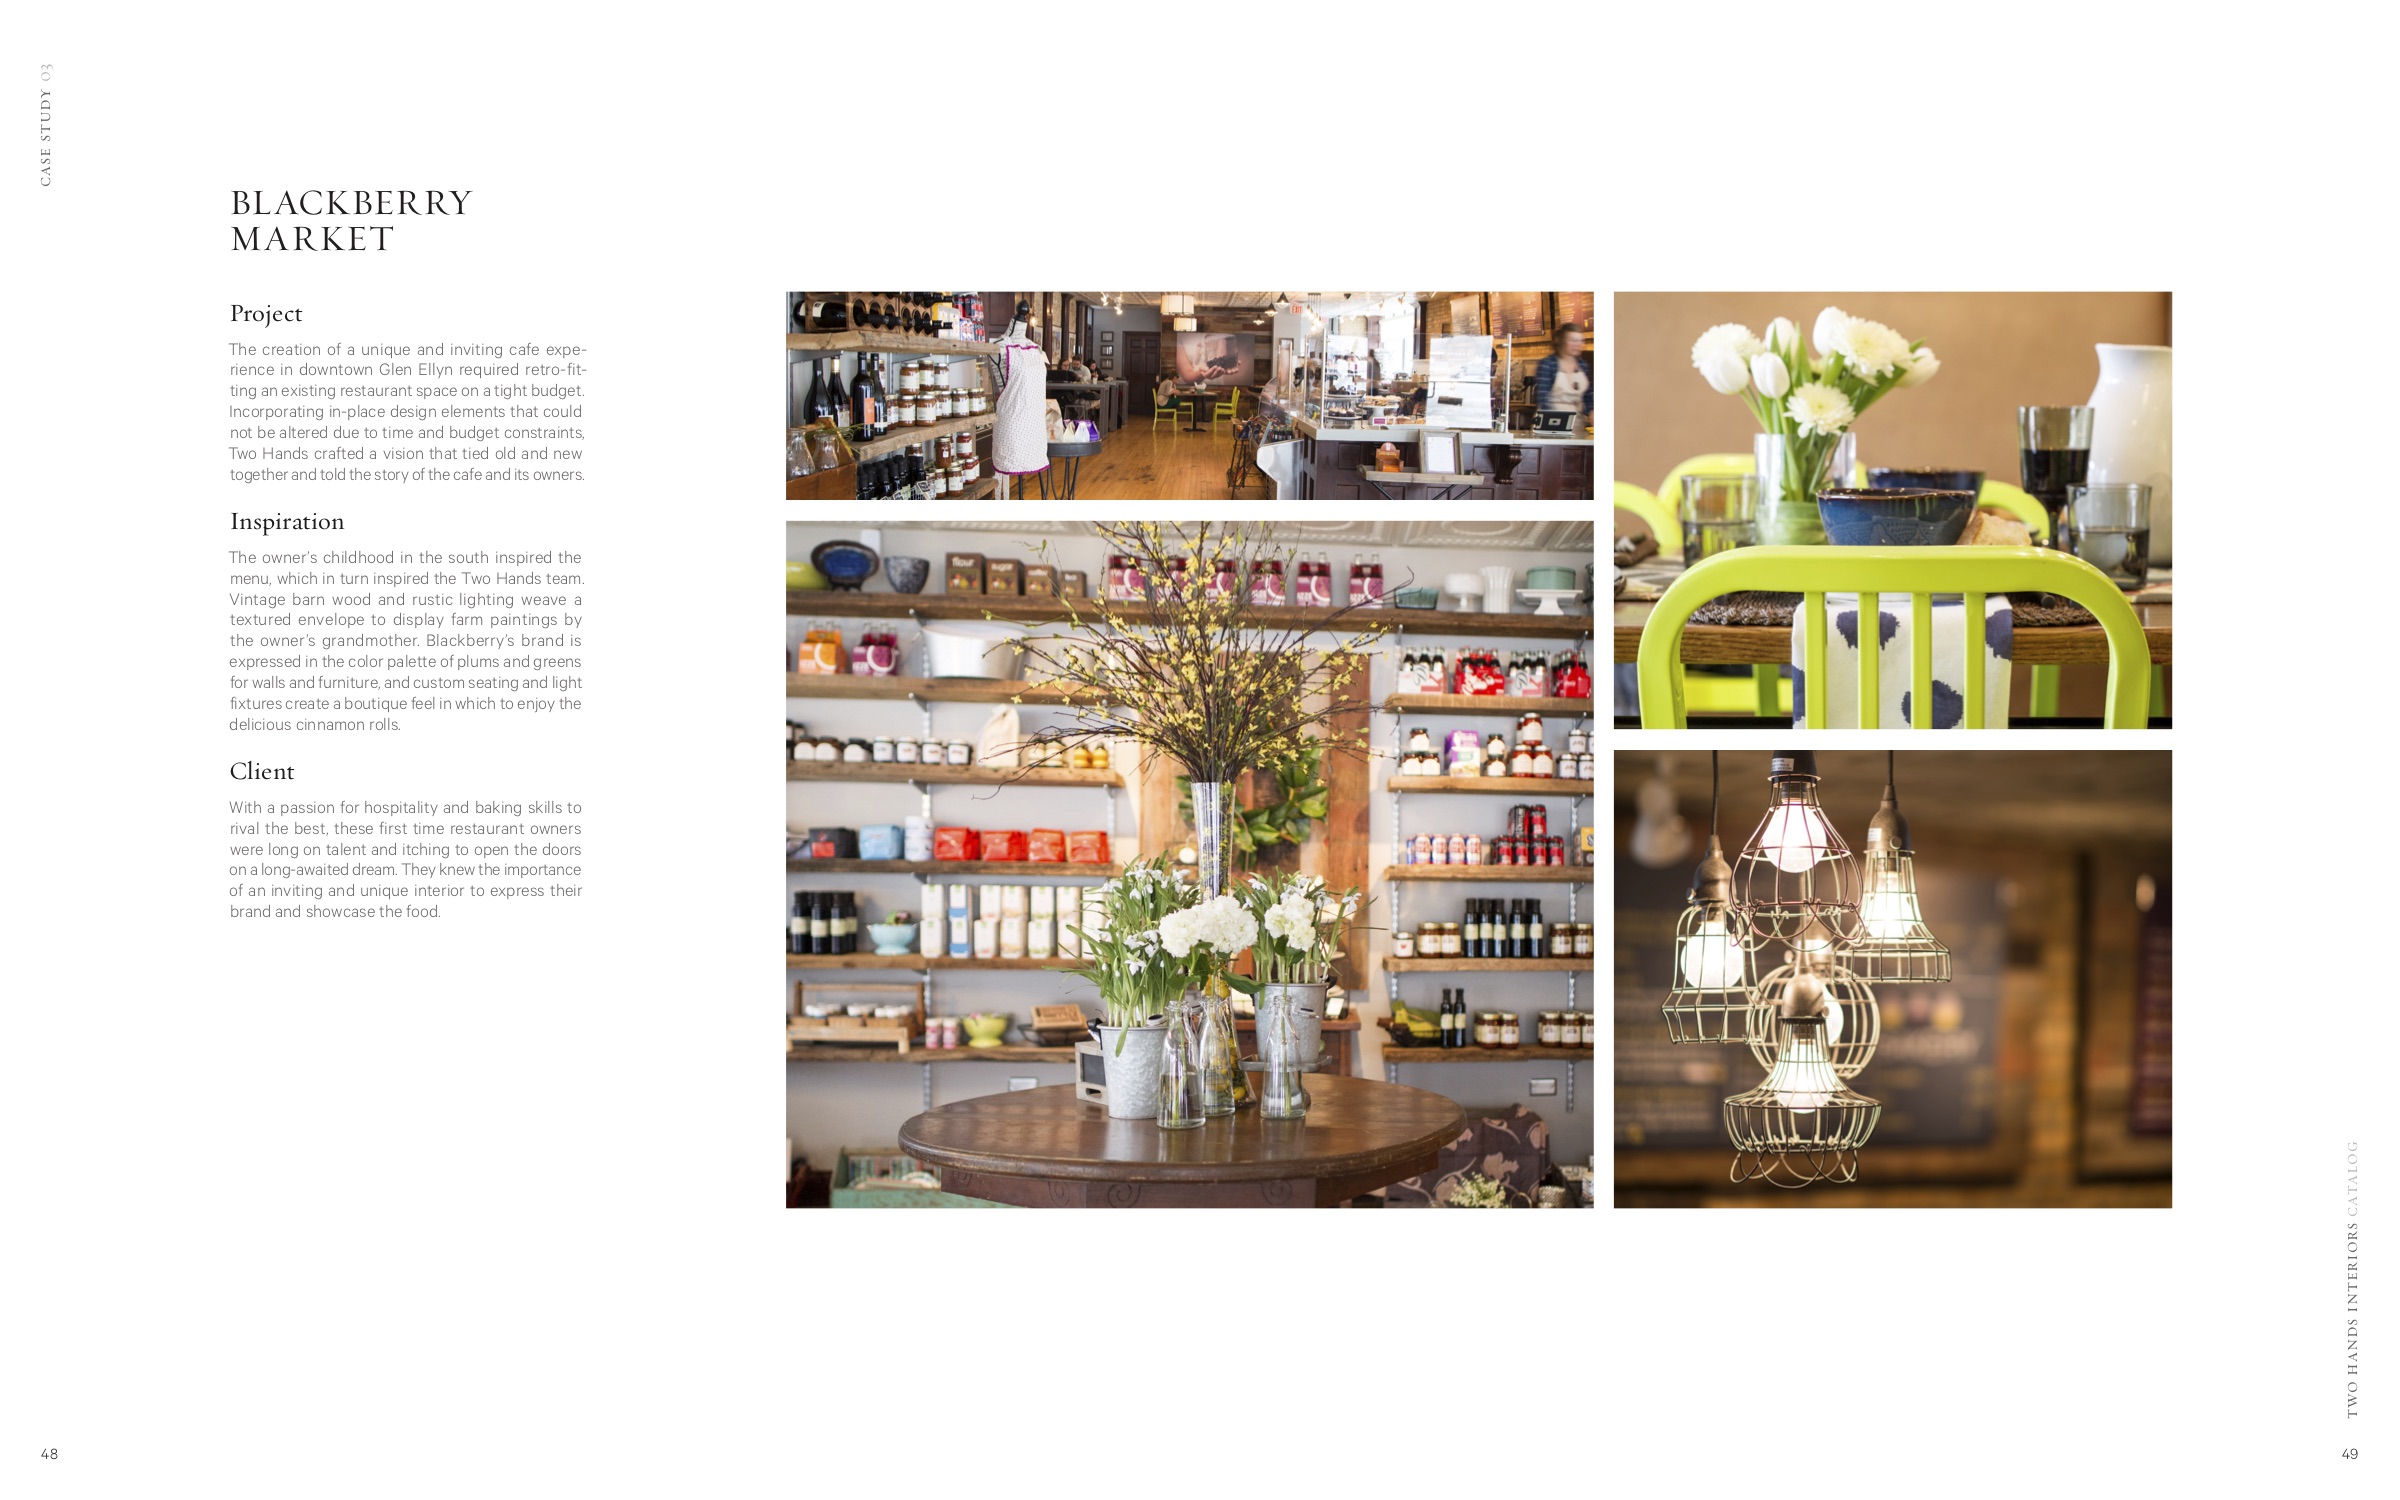 CASE STUDY 03
BLACKBERRY
MARKET
Project
The creation of a unique and inviting cafe expe-
rience in downtown Glen Ellyn required retro-fit-
ting an existing restaurant space on a tight budget.
Incorporating in-place design elements that could
not be altered due to time and budget constraints,
Two Hands crafted a vision that tied old and new
together and told the story of the cafe and its owners.
Inspiration
The owner's childhood in the south inspired the
menu, which in turn inspired the Two Hands team.
Vintage barn wood and rustic lighting weave a
textured envelope to display farm paintings by
the owner's grandmother. Blackberry's brand is
expressed in the color palette of plums and greens
for walls and furniture, and custom seating and light
fixtures create a boutique feel in which to enjoy the
delicious cinnamon rolls.
Client
With a passion for hospitality and baking skills to
rival the best, these first time restaurant owners
were long on talent and itching to open the doors
on a long-awaited dream. They knew the importance
of an inviting and unique interior to express their
brand and showcase the food.
flour
sugar
TWO HANDS INTERIORS CATALOG
48
49